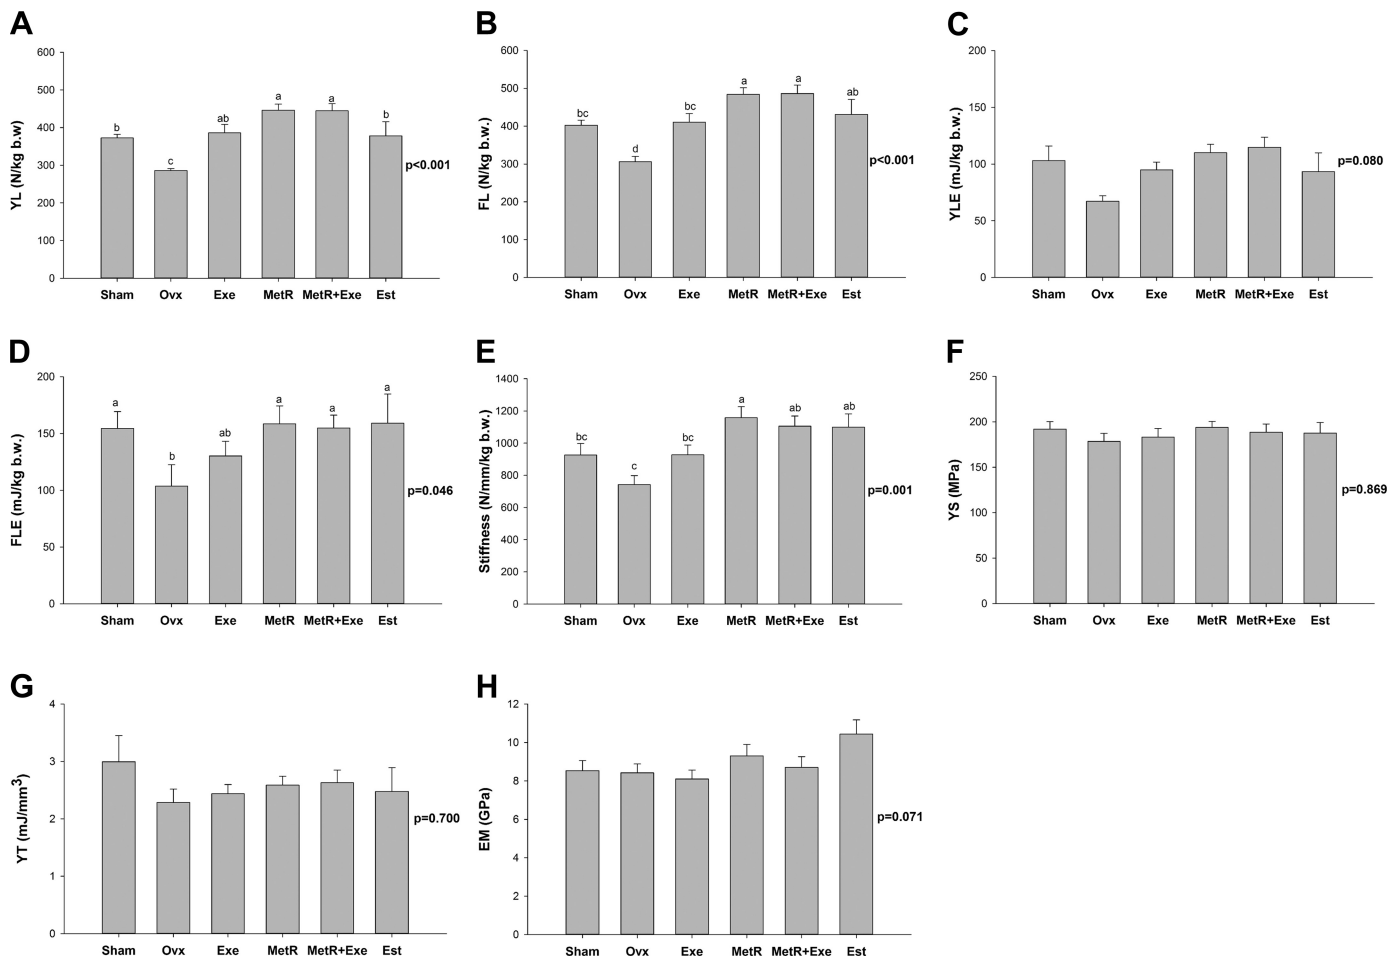 A
YL (N/kg b.w)
600
500
400
300
200
100
0
b
c
ab
a
a
b
p<0.001
Sham Ovx Exe MetR MetR+Exe Est
B
FL (N/kg b.w.)
600
500
400
300
200
100
0
bc
d
bc
a
a
ab
p<0.001
Sham Ovx Exe MetR MetR+Exe Est
C
YLE (mJ/kg b.w.)
200
150
100
50
0
p=0.080
Sham Ovx Exe MetR MetR+Exe Est
D
FLE (mJ/kg b.w.)
200
150
100
50
0
a
b
ab
a
a
a
p=0.046
Sham Ovx Exe MetR MetR+Exe Est
E
Stiffness (N/mm/kg b.w.)
1400
1200
1000
800
600
400
200
0
bc
c
bc
a
ab
ab
p=0.001
Sham Ovx Exe MetR MetR+Exe Est
F
YS (MPa)
250
200
150
100
50
0
p=0.869
Sham Ovx Exe MetR MetR+Exe Est
G
YT (mJ/mm³)
4
3
2
1
0
p=0.700
Sham Ovx Exe MetR MetR+Exe Est
H
EM (GPa)
12
10
8
6
4
2
0
p=0.071
Sham Ovx Exe MetR MetR+Exe Est